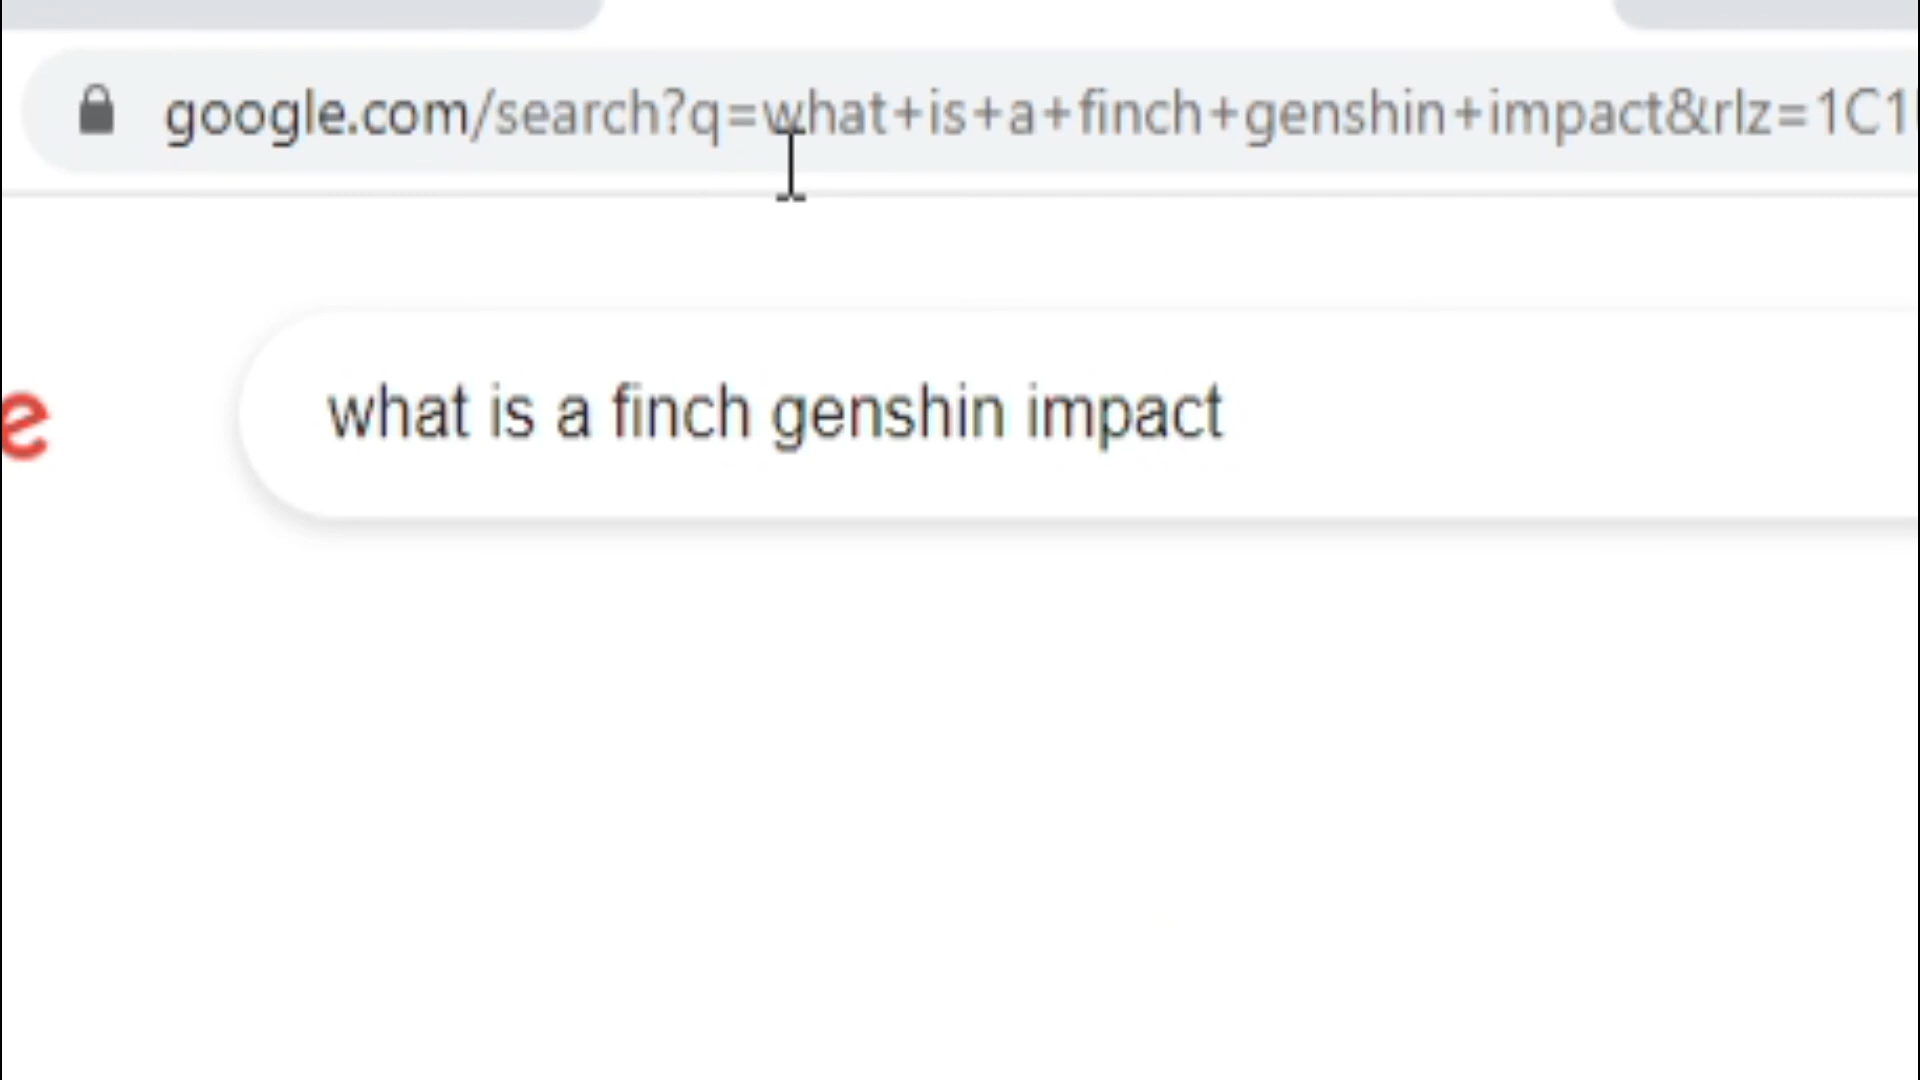 google.com/search?q=what+is+a+finch+genshin+impact&rlz=1C1
e
what is a finch genshin impact